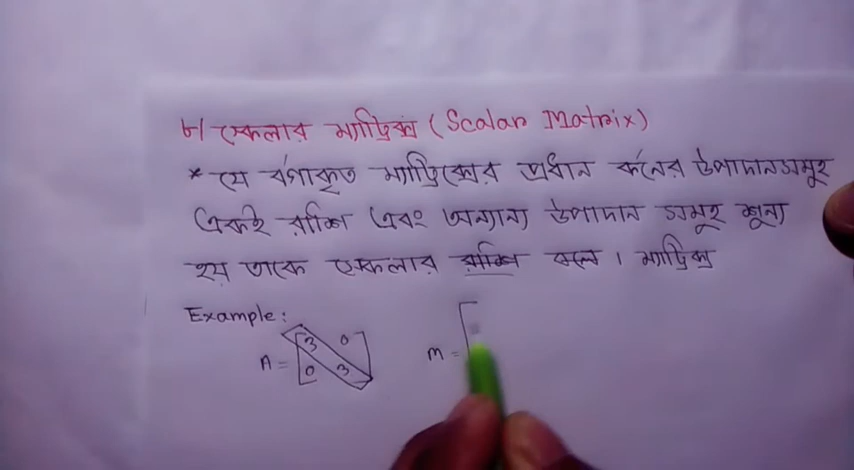 ৮/ স্কেলার ম্যাট্রিক্স (Scalar Matrix)
* যে বর্গাকৃত ম্যাট্রিক্সের প্রধান কর্নের উপাদানসমূহ
একই রাশি এবং অন্যান্য উপাদান সমূহ শূন্য
হয় তাকে স্কেলার রাশি বলে । ম্যাট্রিক্স
Example:
A = [3 0
0 3]
M = [